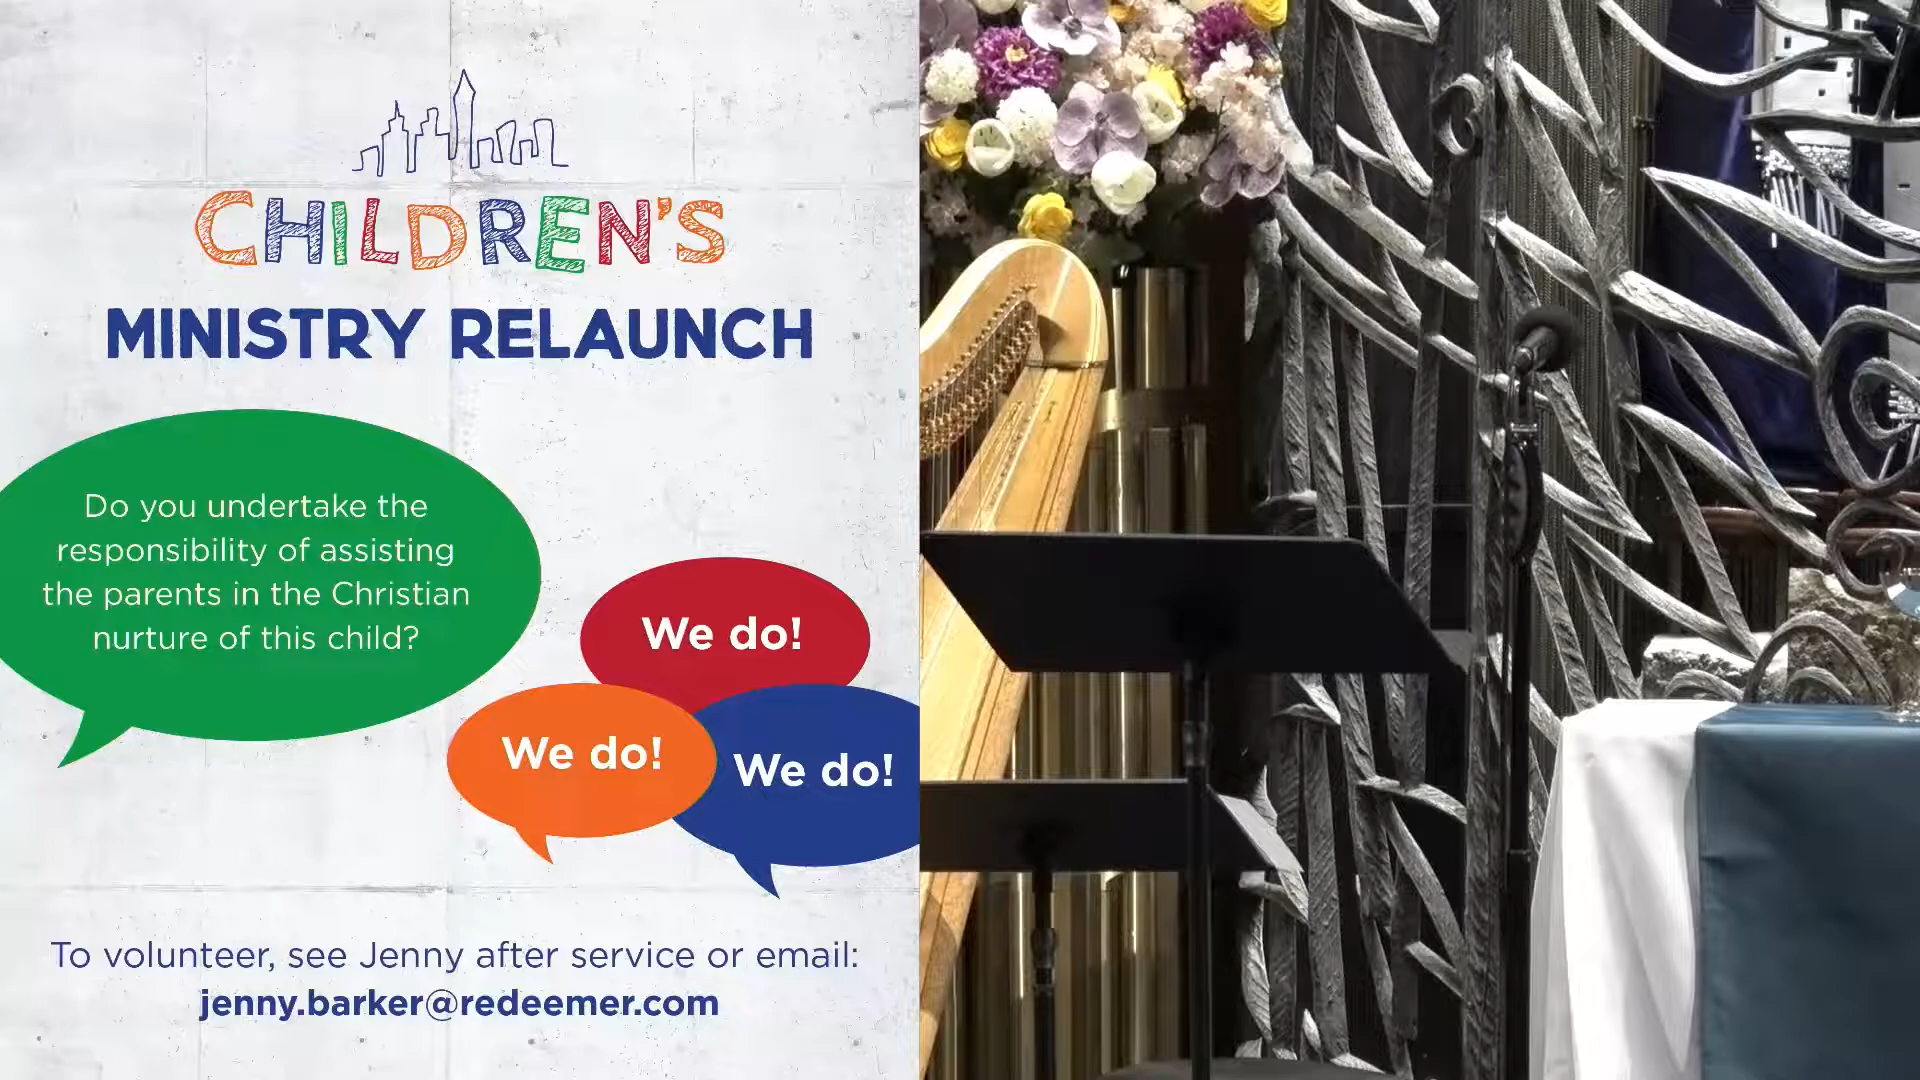 CHILDREN'S
MINISTRY RELAUNCH
Do you undertake the
responsibility of assisting
the parents in the Christian
nurture of this child?
We do!
We do!
We do!
To volunteer, see Jenny after service or email:
jenny.barker@redeemer.com